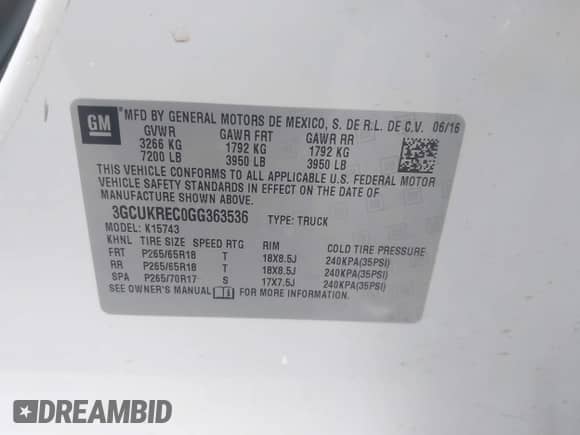 GM
®MFD BY GENERAL MOTORS DE MEXICO, S. DE R.L. DE C.V. 06/16
GVWR GAWR FRT GAWR RR
3266 KG 1792 KG 1792 KG
7200 LB 3950 LB 3950 LB
THIS VEHICLE CONFORMS TO ALL APPLICABLE U.S. FEDERAL MOTOR
VEHICLE SAFETY STANDARDS IN EFFECT ON THE DATE OF
MANUFACTURE SHOWN ABOVE.
3GCUKREC0GG363536 TYPE: TRUCK
MODEL: K15743
KHNL TIRE SIZE SPEED RTG RIM COLD TIRE PRESSURE
FRT P265/65R18 T 18X8.5J 240KPA(35PSI)
RR P265/65R18 T 18X8.5J 240KPA(35PSI)
SPA P265/70R17 S 17X7.5J 240KPA(35PSI)
SEE OWNER'S MANUAL FOR MORE INFORMATION.
DREAMBID